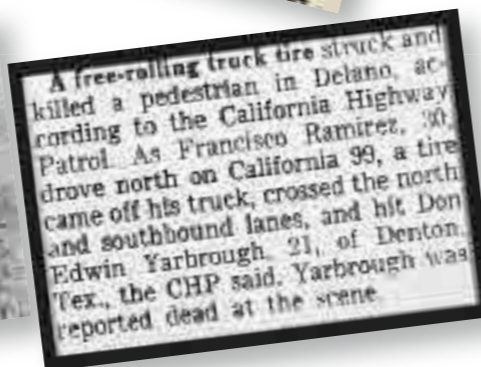 A free-rolling truck tire struck and
killed a pedestrian in Delano, ac-
cording to the California Highway
Patrol. As Francisco Ramirez, 30,
drove north on California 99, a tire
came off his truck, crossed the north
and southbound lanes, and hit Don
Edwin Yarbrough, 21, of Denton,
Tex., the CHP said. Yarbrough was
reported dead at the scene.